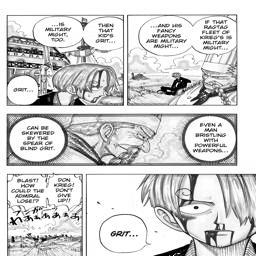 IF THAT
RAGTAG
FLEET OF
KRIEG'S IS
MILITARY
MIGHT...
...AND HIS
FANCY
WEAPONS
ARE
MILITARY
MIGHT...
THEN
THAT
KID'S
GRIT...
...IS
MILITARY
MIGHT,
TOO.
GRIT...
EVEN A
MAN
BRISTLING
WITH
POWERFUL
WEAPONS...
CAN BE
SKEWERED
BY THE
SPEAR OF
BLIND GRIT.
GRIT...
DON
KRIEG!
DON'T
GIVE
UP!!
BLAST!
HOW
COULD THE
ADMIRAL
LOSE!?